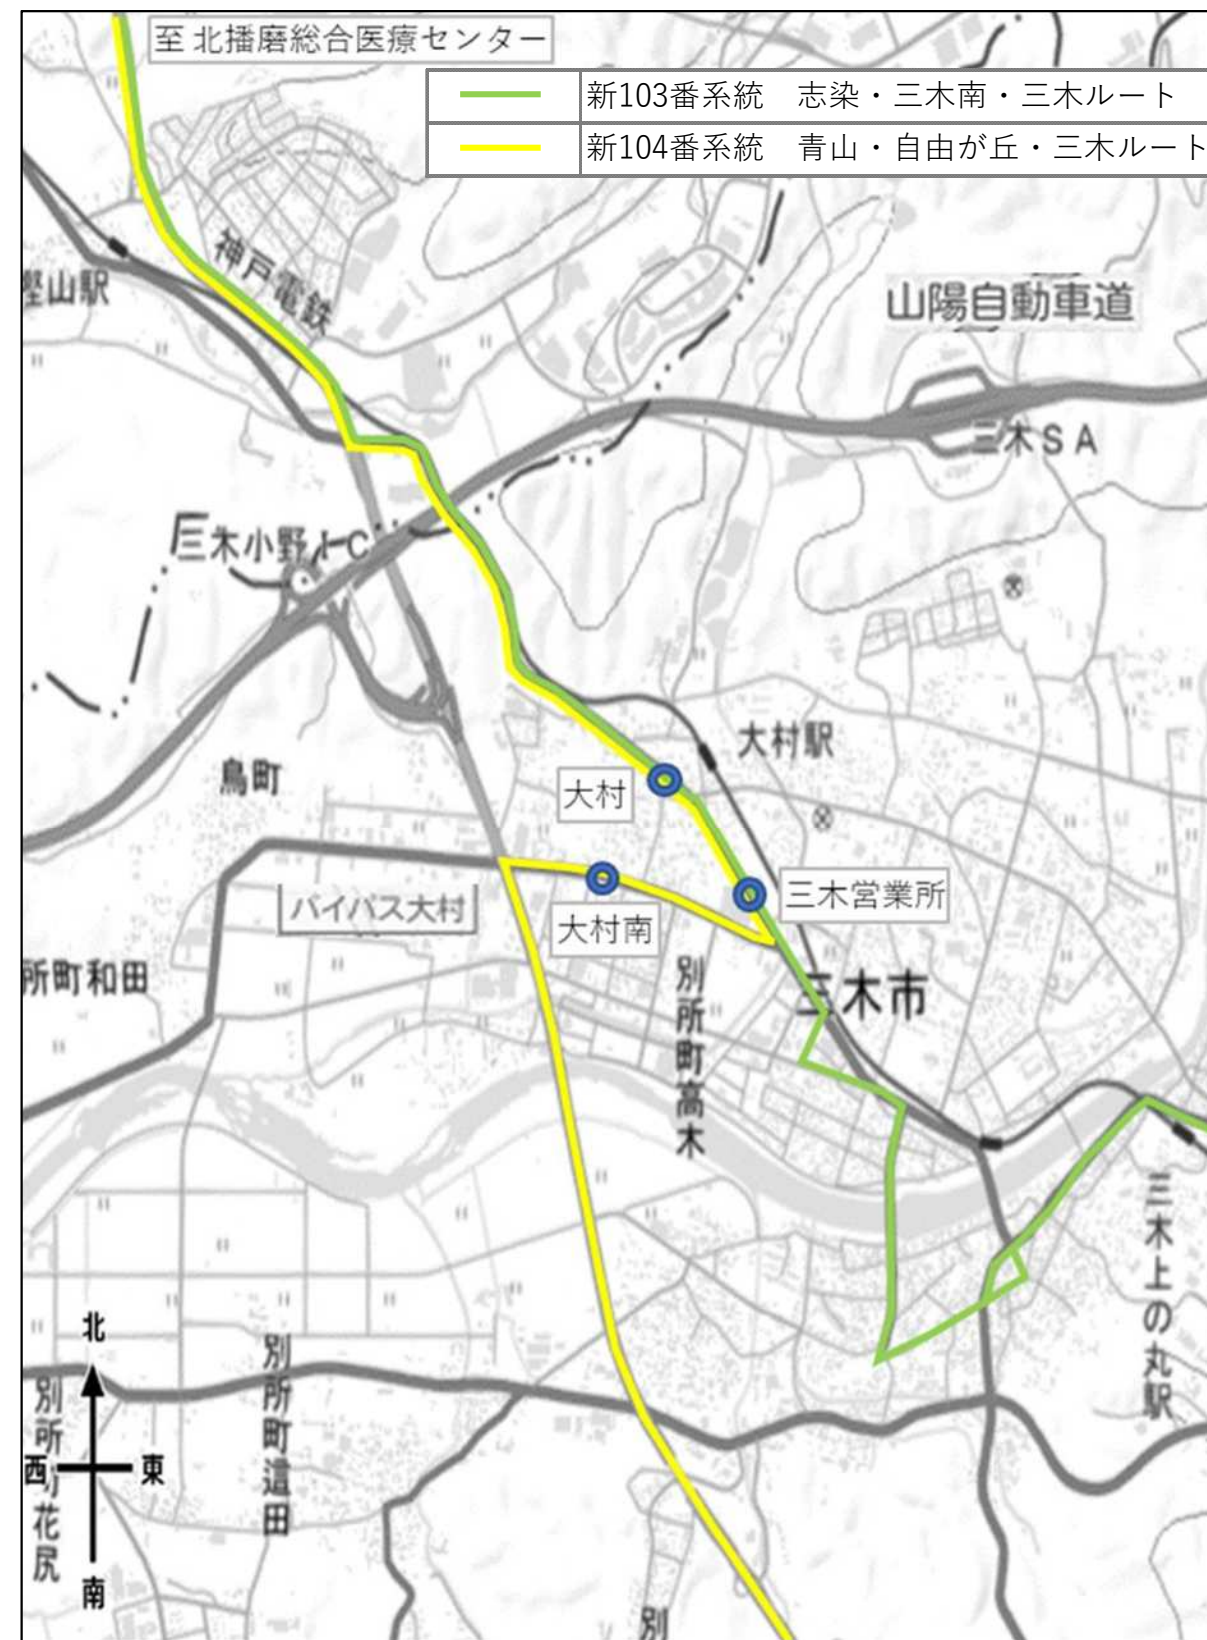 至 北播磨総合医療センター
新103番系統　志染・三木南・三木ルート
新104番系統　青山・自由が丘・三木ルート
神戸電鉄
樫山駅
山陽自動車道
三木SA
三木小野IC
大村駅
鳥町
大村
三木営業所
バイパス大村
大村南
所町和田
別所町高木
三木市
三木上の丸駅
北
西
東
南
別所町花尻
別所町這田
別